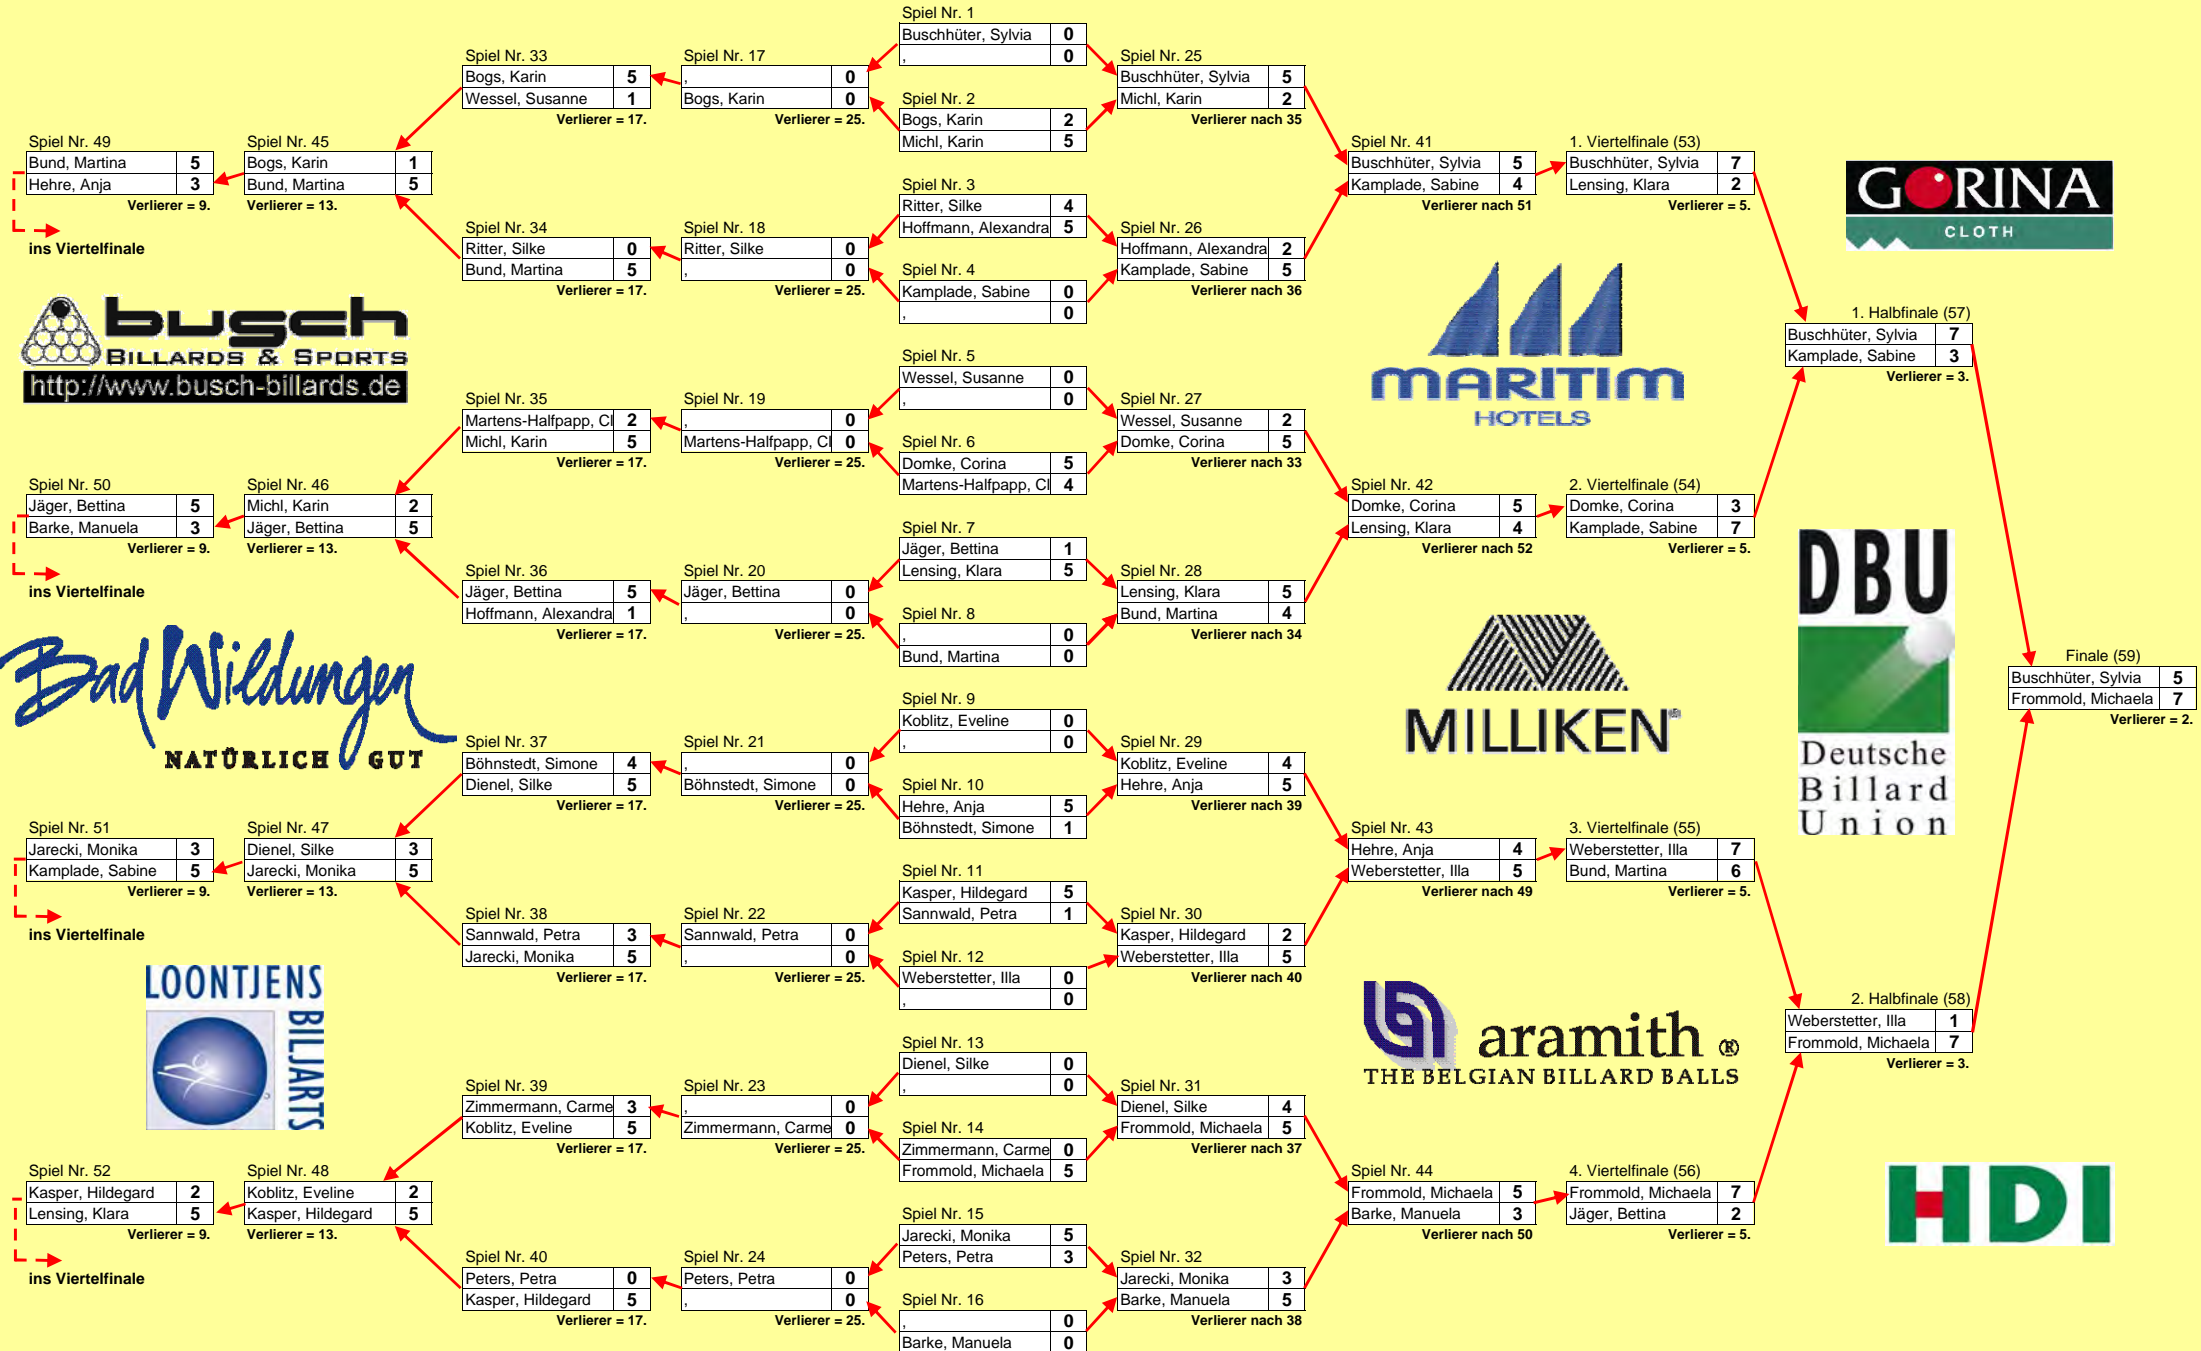 Spiel Nr. 49
Bund, Martina 5
Hehre, Anja 3
Verlierer = 9.
ins Viertelfinale
busch
BILLARDS & SPORTS
http://www.busch-billards.de
Spiel Nr. 50
Jäger, Bettina 5
Barke, Manuela 3
Verlierer = 9.
ins Viertelfinale
Bad Wildungen
NATÜRLICH GUT
Spiel Nr. 51
Jarecki, Monika 3
Kamplade, Sabine 5
Verlierer = 9.
ins Viertelfinale
LOONTJENS
BILJARTS
Spiel Nr. 52
Kasper, Hildegard 2
Lensing, Klara 5
Verlierer = 9.
ins Viertelfinale
Spiel Nr. 45
Bogs, Karin 1
Bund, Martina 5
Verlierer = 13.
Spiel Nr. 46
Michl, Karin 2
Jäger, Bettina 5
Verlierer = 13.
Spiel Nr. 47
Dienel, Silke 3
Jarecki, Monika 5
Verlierer = 13.
Spiel Nr. 48
Koblitz, Eveline 2
Kasper, Hildegard 5
Verlierer = 13.
Spiel Nr. 33
Bogs, Karin 5
Wessel, Susanne 1
Verlierer = 17.
Spiel Nr. 34
Ritter, Silke 0
Bund, Martina 5
Verlierer = 17.
Spiel Nr. 35
Martens-Halfpapp, Cl 2
Michl, Karin 5
Verlierer = 17.
Spiel Nr. 36
Jäger, Bettina 5
Hoffmann, Alexandra 1
Verlierer = 17.
Spiel Nr. 37
Böhnstedt, Simone 4
Dienel, Silke 5
Verlierer = 17.
Spiel Nr. 38
Sannwald, Petra 3
Jarecki, Monika 5
Verlierer = 17.
Spiel Nr. 39
Zimmermann, Carme 3
Koblitz, Eveline 5
Verlierer = 17.
Spiel Nr. 40
Peters, Petra 0
Kasper, Hildegard 5
Verlierer = 17.
Spiel Nr. 17
, 0
Bogs, Karin 0
Verlierer = 25.
Spiel Nr. 18
Ritter, Silke 0
, 0
Verlierer = 25.
Spiel Nr. 19
, 0
Martens-Halfpapp, Cl 0
Verlierer = 25.
Spiel Nr. 20
Jäger, Bettina 0
, 0
Verlierer = 25.
Spiel Nr. 21
, 0
Böhnstedt, Simone 0
Verlierer = 25.
Spiel Nr. 22
Sannwald, Petra 0
, 0
Verlierer = 25.
Spiel Nr. 23
, 0
Zimmermann, Carme 0
Verlierer = 25.
Spiel Nr. 24
Peters, Petra 0
, 0
Verlierer = 25.
Spiel Nr. 1
Buschhüter, Sylvia 0
, 0
Spiel Nr. 2
Bogs, Karin 2
Michl, Karin 5
Spiel Nr. 3
Ritter, Silke 4
Hoffmann, Alexandra 5
Spiel Nr. 4
Kamplade, Sabine 0
, 0
Spiel Nr. 5
Wessel, Susanne 0
, 0
Spiel Nr. 6
Domke, Corina 5
Martens-Halfpapp, Cl 4
Spiel Nr. 7
Jäger, Bettina 1
Lensing, Klara 5
Spiel Nr. 8
, 0
Bund, Martina 0
Spiel Nr. 9
Koblitz, Eveline 0
, 0
Spiel Nr. 10
Hehre, Anja 5
Böhnstedt, Simone 1
Spiel Nr. 11
Kasper, Hildegard 5
Sannwald, Petra 1
Spiel Nr. 12
Weberstetter, Illa 0
, 0
Spiel Nr. 13
Dienel, Silke 0
, 0
Spiel Nr. 14
Zimmermann, Carme 0
Frommold, Michaela 5
Spiel Nr. 15
Jarecki, Monika 5
Peters, Petra 3
Spiel Nr. 16
, 0
Barke, Manuela 0
Spiel Nr. 25
Buschhüter, Sylvia 5
Michl, Karin 2
Verlierer nach 35
Spiel Nr. 26
Hoffmann, Alexandra 2
Kamplade, Sabine 5
Verlierer nach 36
Spiel Nr. 27
Wessel, Susanne 2
Domke, Corina 5
Verlierer nach 33
Spiel Nr. 28
Lensing, Klara 5
Bund, Martina 4
Verlierer nach 34
Spiel Nr. 29
Koblitz, Eveline 4
Hehre, Anja 5
Verlierer nach 39
Spiel Nr. 30
Kasper, Hildegard 2
Weberstetter, Illa 5
Verlierer nach 40
Spiel Nr. 31
Dienel, Silke 4
Frommold, Michaela 5
Verlierer nach 37
Spiel Nr. 32
Jarecki, Monika 3
Barke, Manuela 5
Verlierer nach 38
Spiel Nr. 41
Buschhüter, Sylvia 5
Kamplade, Sabine 4
Verlierer nach 51
MARITIM
HOTELS
Spiel Nr. 42
Domke, Corina 5
Lensing, Klara 4
Verlierer nach 52
MILLIKEN
Spiel Nr. 43
Hehre, Anja 4
Weberstetter, Illa 5
Verlierer nach 49
aramith ®
THE BELGIAN BILLARD BALLS
Spiel Nr. 44
Frommold, Michaela 5
Barke, Manuela 3
Verlierer nach 50
1. Viertelfinale (53)
Buschhüter, Sylvia 7
Lensing, Klara 2
Verlierer = 5.
2. Viertelfinale (54)
Domke, Corina 3
Kamplade, Sabine 7
Verlierer = 5.
3. Viertelfinale (55)
Weberstetter, Illa 7
Bund, Martina 6
Verlierer = 5.
4. Viertelfinale (56)
Frommold, Michaela 7
Jäger, Bettina 2
Verlierer = 5.
GORINA
CLOTH
1. Halbfinale (57)
Buschhüter, Sylvia 7
Kamplade, Sabine 3
Verlierer = 3.
DBU
Deutsche
Billard
Union
2. Halbfinale (58)
Weberstetter, Illa 1
Frommold, Michaela 7
Verlierer = 3.
HDI
Finale (59)
Buschhüter, Sylvia 5
Frommold, Michaela 7
Verlierer = 2.